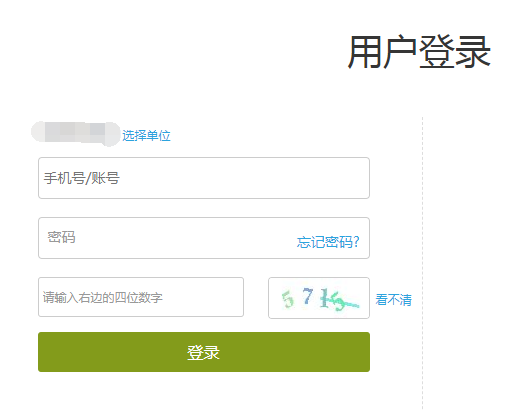 用户登录
选择单位
手机号/账号
密码 忘记密码?
请输入右边的四位数字 5715 看不清
登录